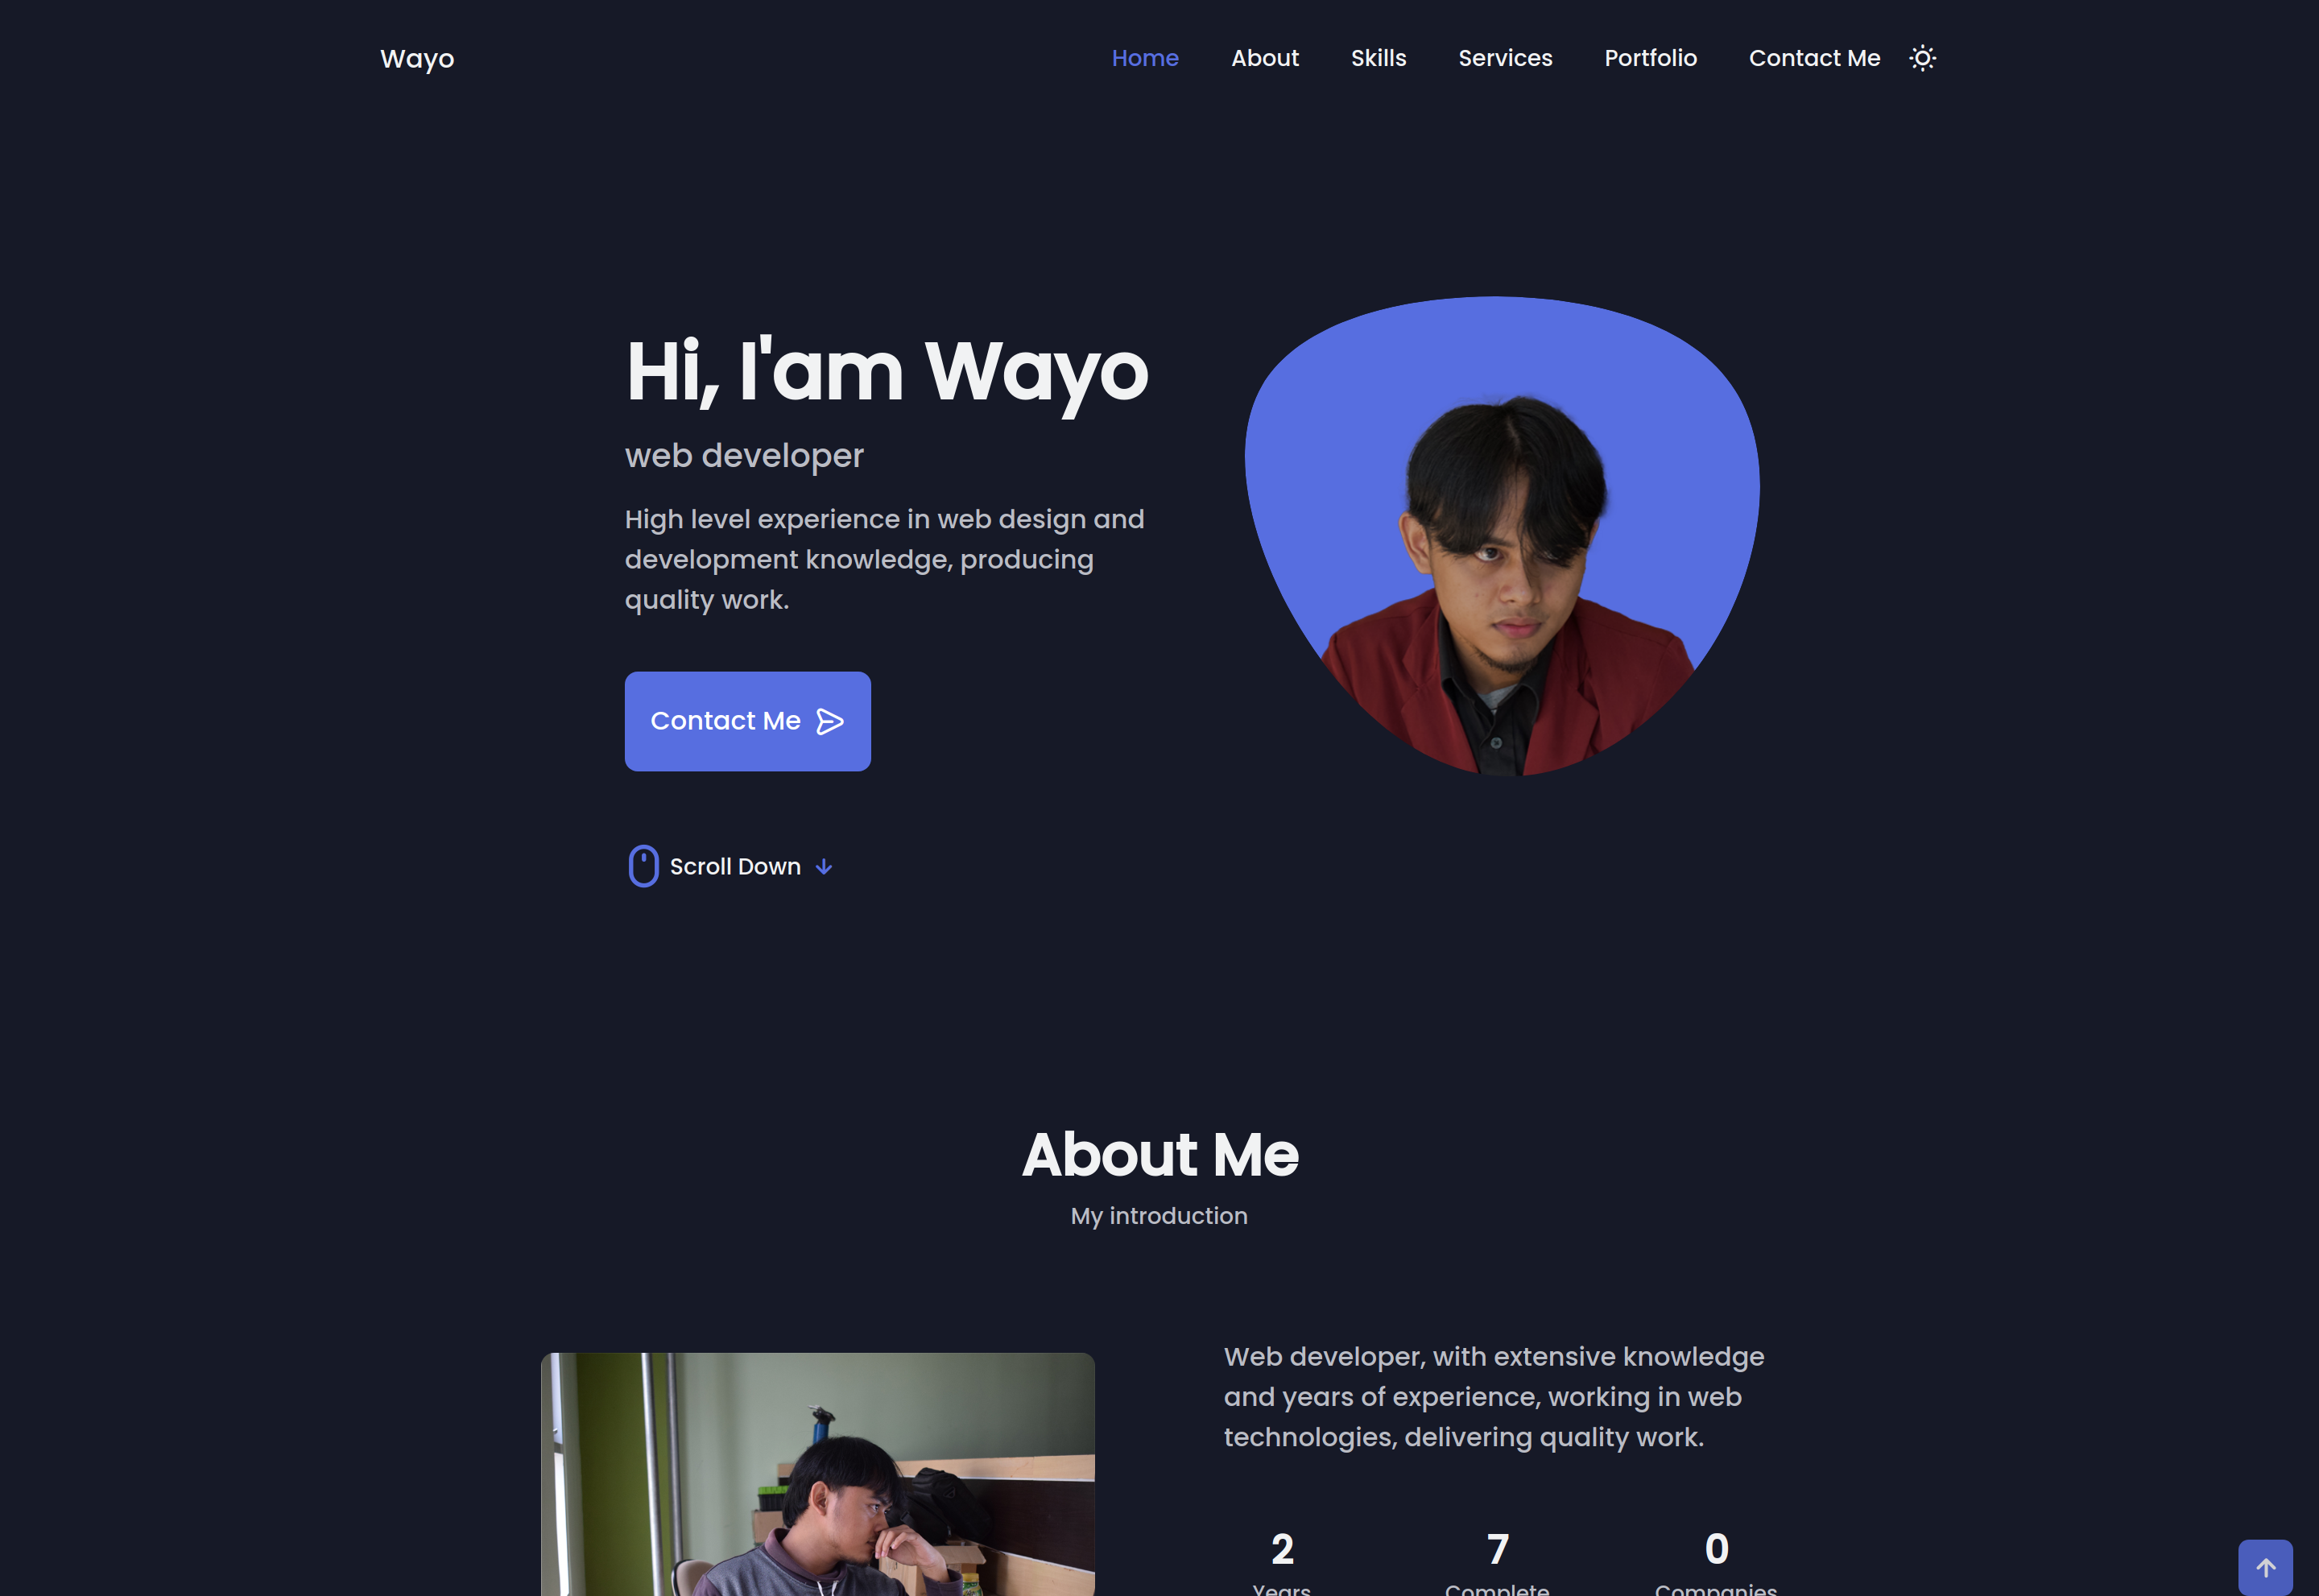 Wayo
Home About Skills Services Portfolio Contact Me
Hi, I'am Wayo
web developer
High level experience in web design and
development knowledge, producing
quality work.
Contact Me
Scroll Down
About Me
My introduction
Web developer, with extensive knowledge
and years of experience, working in web
technologies, delivering quality work.
2 7 0
Years Complete Companies